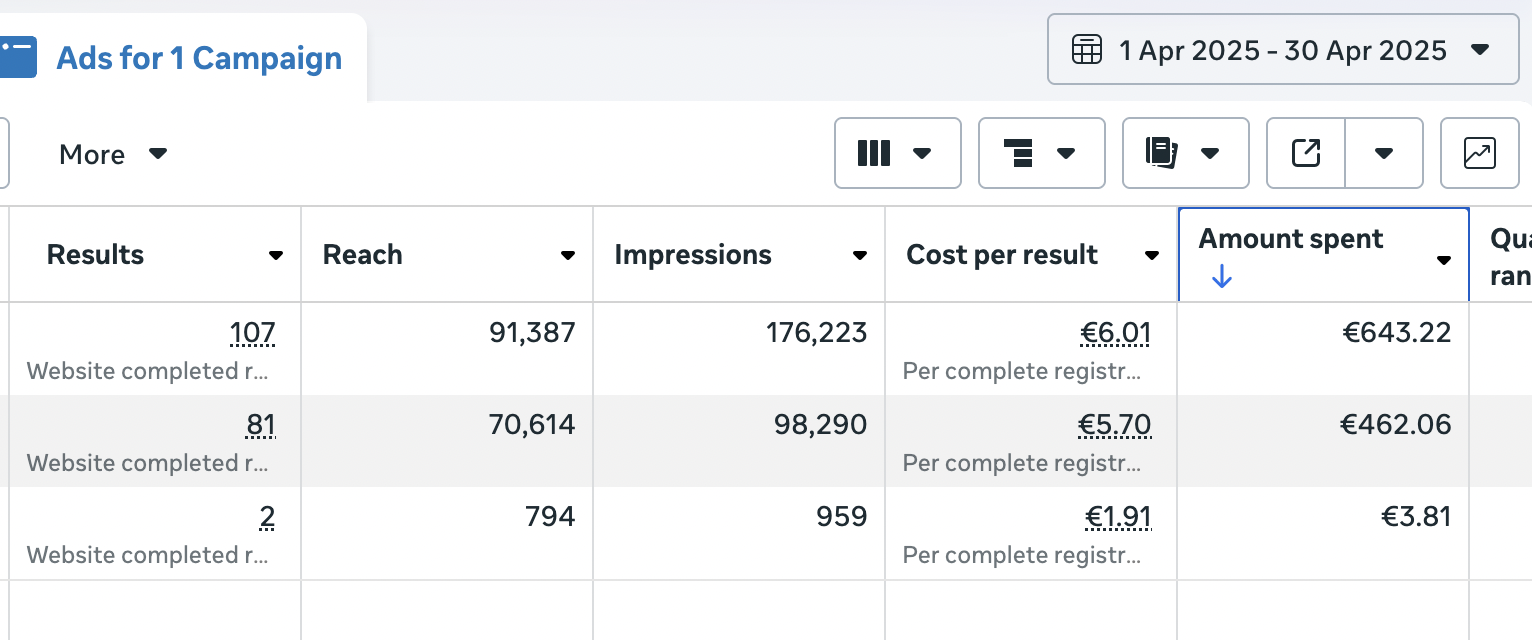 Ads for 1 Campaign
1 Apr 2025 - 30 Apr 2025
More
Results
Reach
Impressions
Cost per result
Amount spent
Qua
ran
107
91,387
176,223
€6.01
€643.22
Website completed r...
Per complete registr...
81
70,614
98,290
€5.70
€462.06
Website completed r...
Per complete registr...
2
794
959
€1.91
€3.81
Website completed r...
Per complete registr...